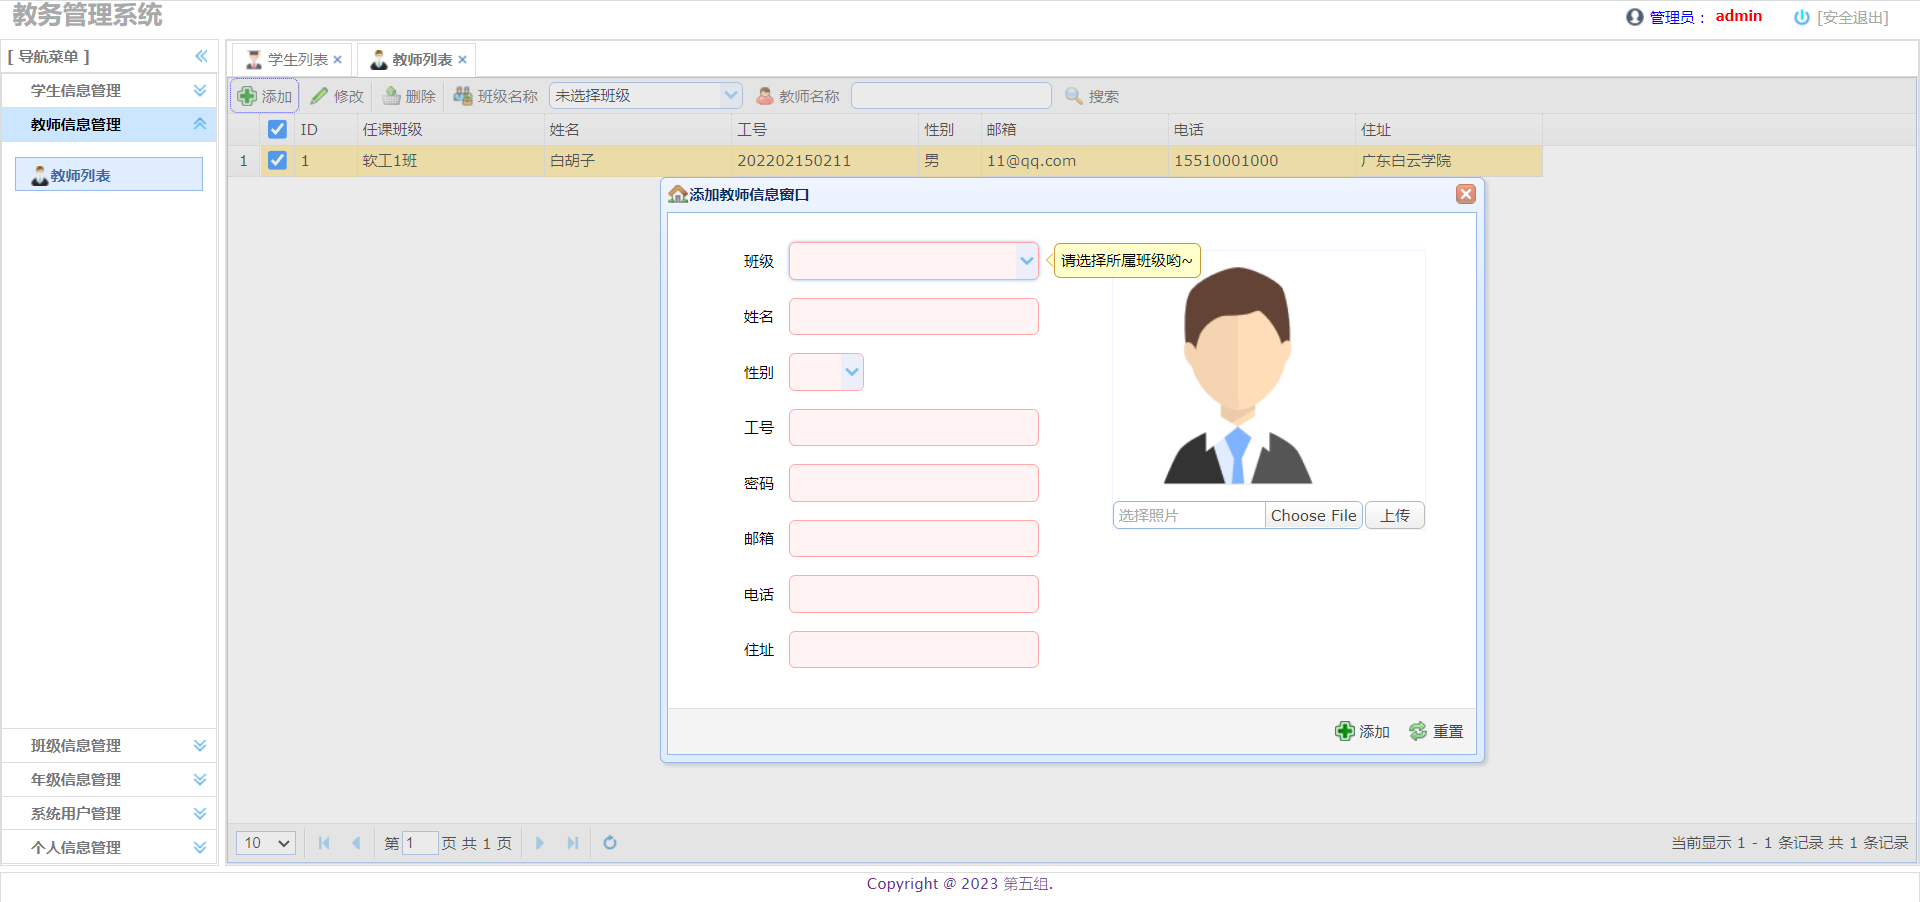 教务管理系统
管理员： admin [安全退出]
[ 导航菜单 ]
学生信息管理
教师信息管理
教师列表
班级信息管理
年级信息管理
系统用户管理
个人信息管理
学生列表 教师列表
添加 修改 删除 班级名称 未选择班级 教师名称 搜索
ID 任课班级 姓名 工号 性别 邮箱 电话 住址
1 1 软工1班 白胡子 202202150211 男 11@qq.com 15510001000 广东白云学院
添加教师信息窗口
班级 请选择所属班级哟~
姓名
性别
工号
密码
邮箱
电话
住址
选择照片 Choose File 上传
添加 重置
10 第 1 页 共 1 页 当前显示 1 - 1 条记录 共 1 条记录
Copyright @ 2023 第五组.